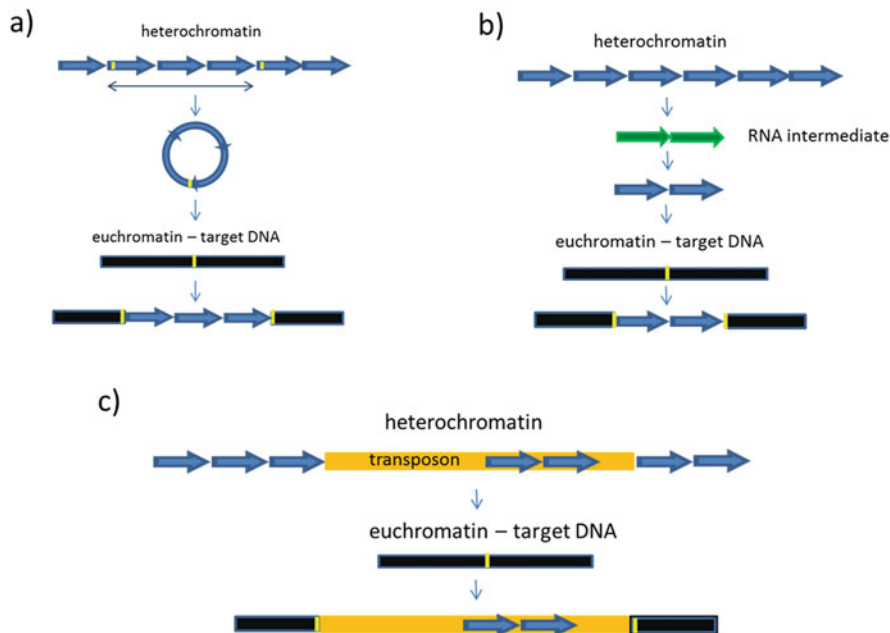 a)
heterochromatin
euchromatin – target DNA
b)
heterochromatin
RNA intermediate
euchromatin – target DNA
c)
heterochromatin
transposon
euchromatin – target DNA